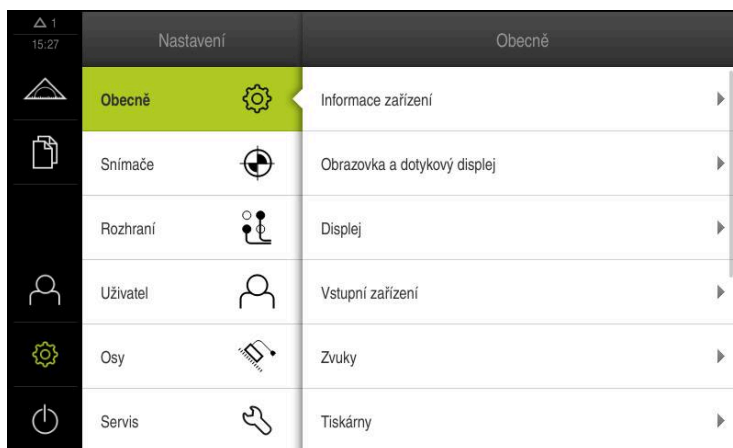 1
15:27
Nastavení
Obecně
Obecně
Informace zařízení
Snímače
Obrazovka a dotykový displej
Rozhraní
Displej
Uživatel
Vstupní zařízení
Osy
Zvuky
Servis
Tiskárny